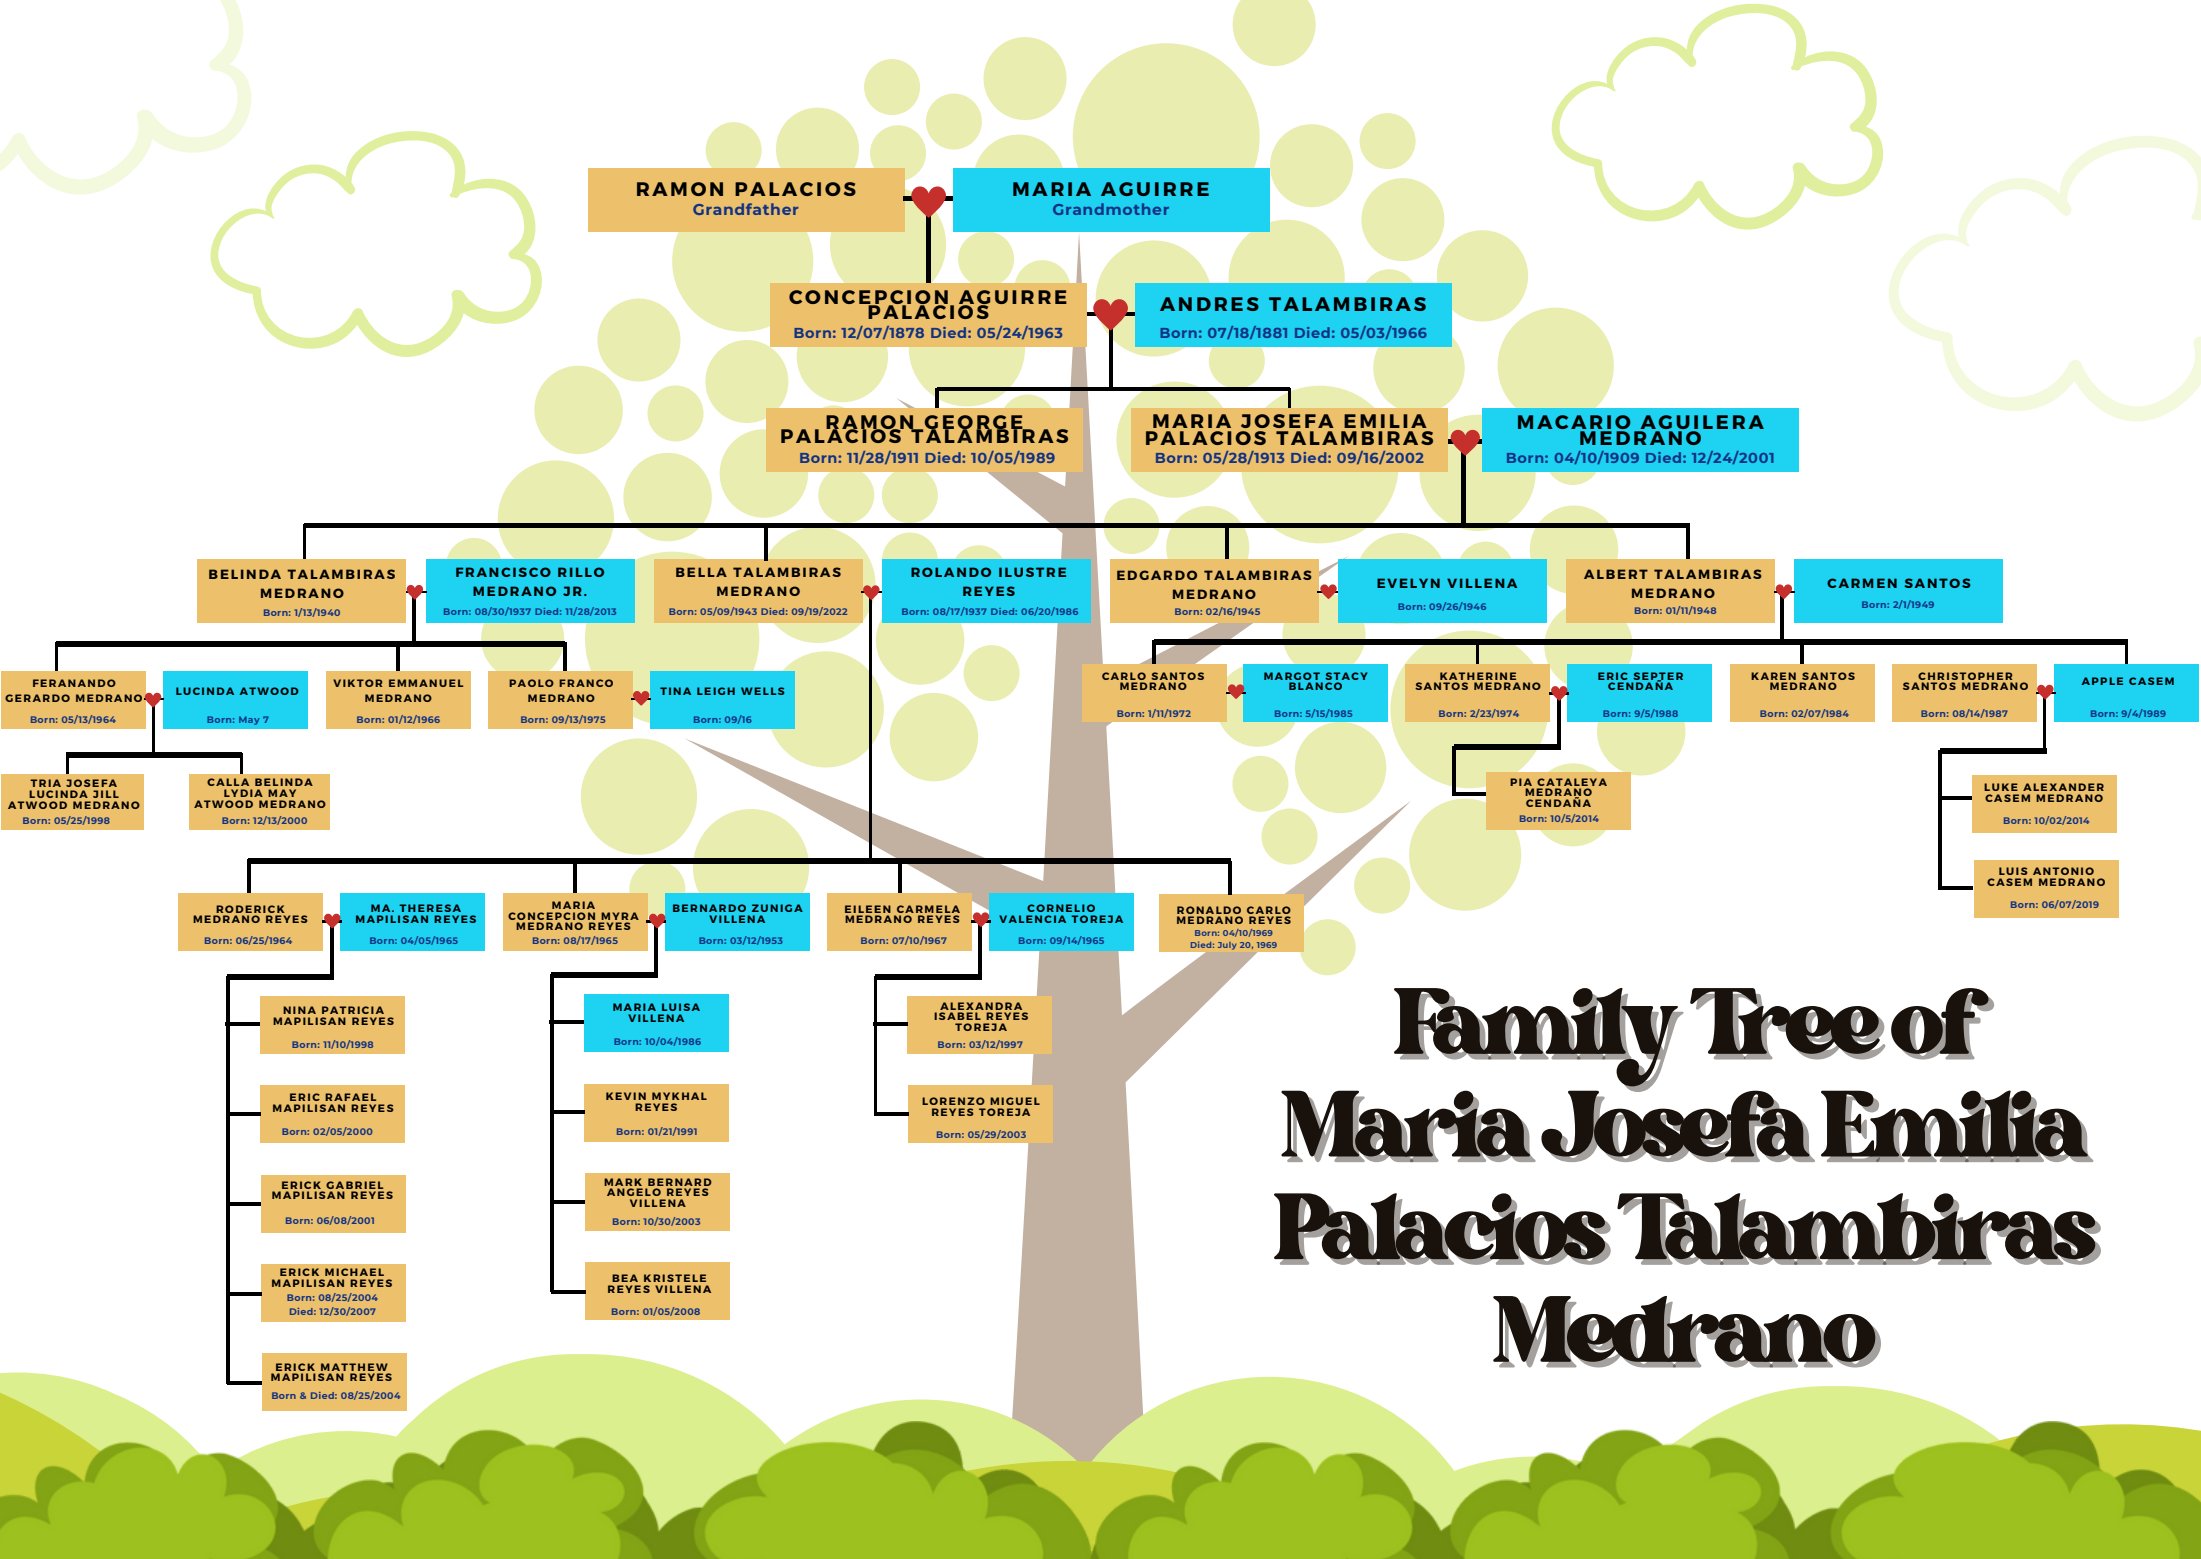 RAMON PALACIOS
Grandfather
MARIA AGUIRRE
Grandmother
CONCEPCION AGUIRRE
PALACIOS
Born: 12/07/1878 Died: 05/24/1963
ANDRES TALAMBIRAS
Born: 07/18/1881 Died: 05/03/1966
RAMON GEORGE
PALACIOS TALAMBIRAS
Born: 11/28/1911 Died: 10/05/1989
MARIA JOSEFA EMILIA
PALACIOS TALAMBIRAS
Born: 05/28/1913 Died: 09/16/2002
MACARIO AGUILERA
MEDRANO
Born: 04/10/1909 Died: 12/24/2001
BELINDA TALAMBIRAS
MEDRANO
Born: 1/13/1940
FRANCISCO RILLO
MEDRANO JR.
Born: 08/30/1937 Died: 11/28/2013
BELLA TALAMBIRAS
MEDRANO
Born: 05/09/1943 Died: 09/19/2022
ROLANDO ILUSTRE
REYES
Born: 08/17/1937 Died: 06/20/1986
EDGARDO TALAMBIRAS
MEDRANO
Born: 02/16/1945
EVELYN VILLENA
Born: 09/26/1946
ALBERT TALAMBIRAS
MEDRANO
Born: 01/11/1948
CARMEN SANTOS
Born: 2/1/1949
FERANANDO
GERARDO MEDRANO
Born: 05/13/1964
LUCINDA ATWOOD
Born: May 7
VIKTOR EMMANUEL
MEDRANO
Born: 01/12/1966
PAOLO FRANCO
MEDRANO
Born: 09/13/1975
TINA LEIGH WELLS
Born: 09/16
CARLO SANTOS
MEDRANO
Born: 1/11/1972
MARGOT STACY
BLANCO
Born: 5/15/1985
KATHERINE
SANTOS MEDRANO
Born: 2/23/1974
ERIC SEPTER
CENDAÑA
Born: 9/5/1988
KAREN SANTOS
MEDRANO
Born: 02/07/1984
CHRISTOPHER
SANTOS MEDRANO
Born: 08/14/1987
APPLE CASEM
Born: 9/4/1989
TRIA JOSEFA
LUCINDA JILL
ATWOOD MEDRANO
Born: 05/25/1998
CALLA BELINDA
LYDIA MAY
ATWOOD MEDRANO
Born: 12/13/2000
PIA CATALEYA
MEDRANO
CENDAÑA
Born: 10/5/2014
LUKE ALEXANDER
CASEM MEDRANO
Born: 10/02/2014
LUIS ANTONIO
CASEM MEDRANO
Born: 06/07/2019
RODERICK
MEDRANO REYES
Born: 06/25/1964
MA. THERESA
MAPILISAN REYES
Born: 04/05/1965
MARIA
CONCEPCION MYRA
MEDRANO REYES
Born: 08/17/1965
BERNARDO ZUNIGA
VILLENA
Born: 03/12/1953
EILEEN CARMELA
MEDRANO REYES
Born: 07/10/1967
CORNELIO
VALENCIA TOREJA
Born: 09/14/1965
RONALDO CARLO
MEDRANO REYES
Born: 04/10/1969
Died: July 20, 1969
NINA PATRICIA
MAPILISAN REYES
Born: 11/10/1998
ERIC RAFAEL
MAPILISAN REYES
Born: 02/05/2000
ERICK GABRIEL
MAPILISAN REYES
Born: 06/08/2001
ERICK MICHAEL
MAPILISAN REYES
Born: 08/25/2004
Died: 12/30/2007
ERICK MATTHEW
MAPILISAN REYES
Born & Died: 08/25/2004
MARIA LUISA
VILLENA
Born: 10/04/1986
KEVIN MYKHAL
REYES
Born: 01/21/1991
MARK BERNARD
ANGELO REYES
VILLENA
Born: 10/30/2003
BEA KRISTELE
REYES VILLENA
Born: 01/05/2008
ALEXANDRA
ISABEL REYES
TOREJA
Born: 03/12/1997
LORENZO MIGUEL
REYES TOREJA
Born: 05/29/2003
Family Tree of
Maria Josefa Emilia
Palacios Talambiras
Medrano